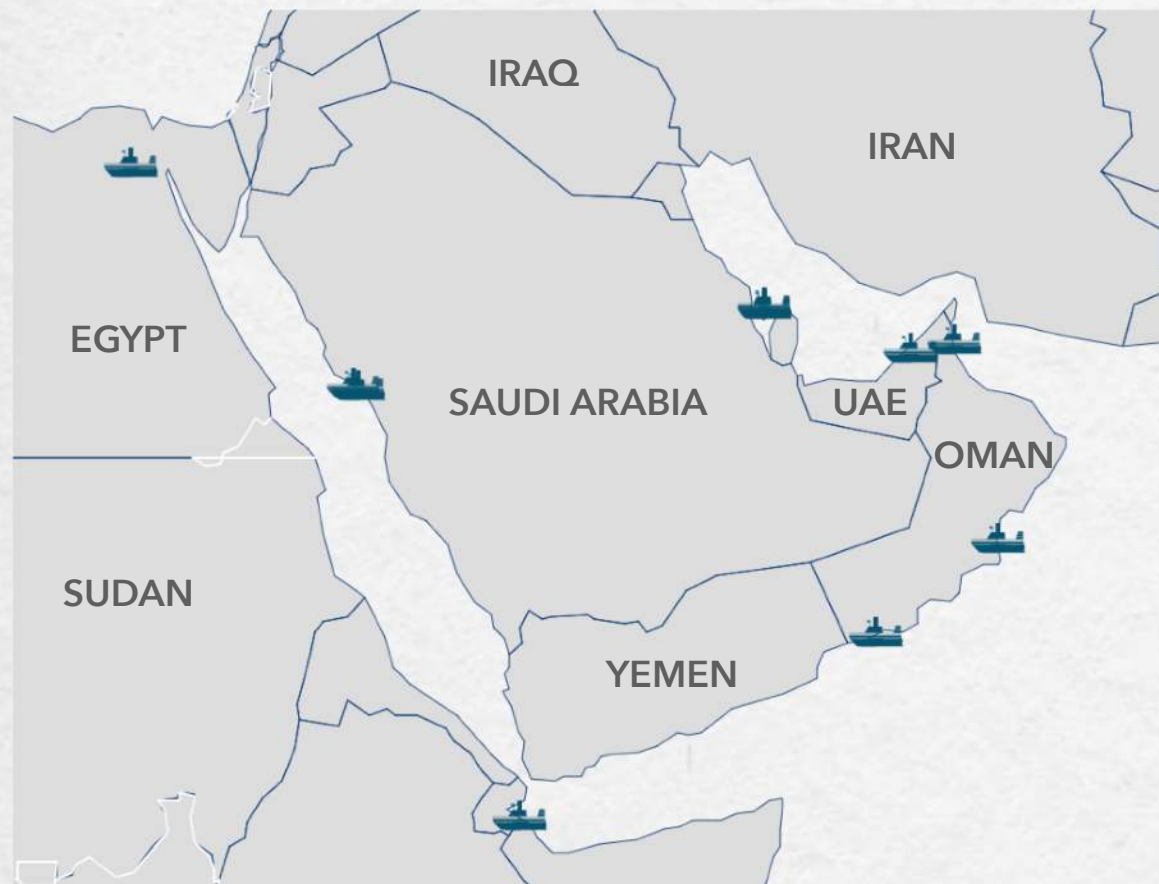 IRAQ
IRAN
EGYPT
SAUDI ARABIA
UAE
OMAN
SUDAN
YEMEN